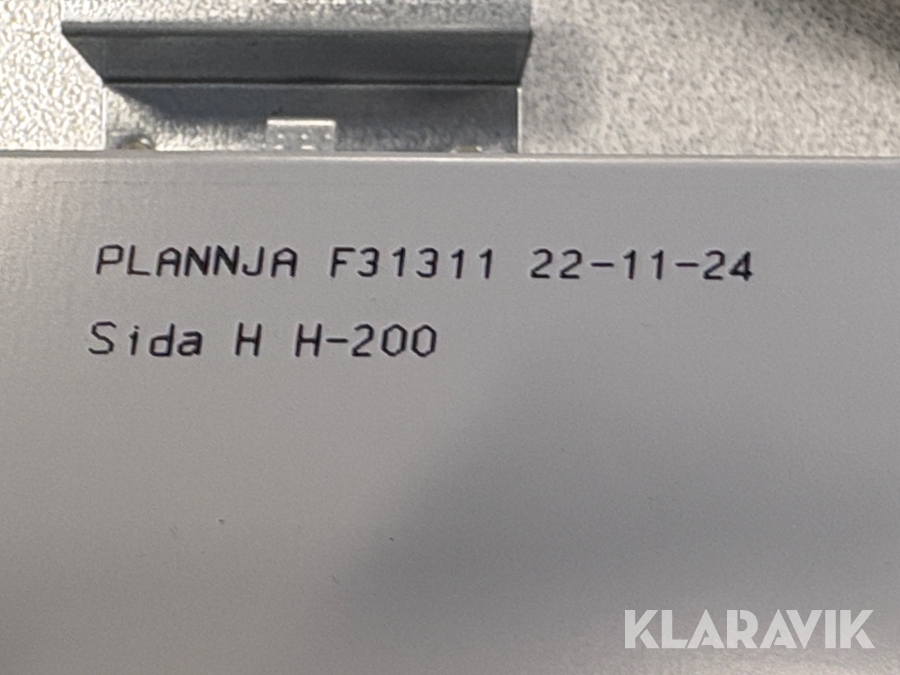 PLANNJA F31311 22-11-24
Sida H H-200
KLARAVIK